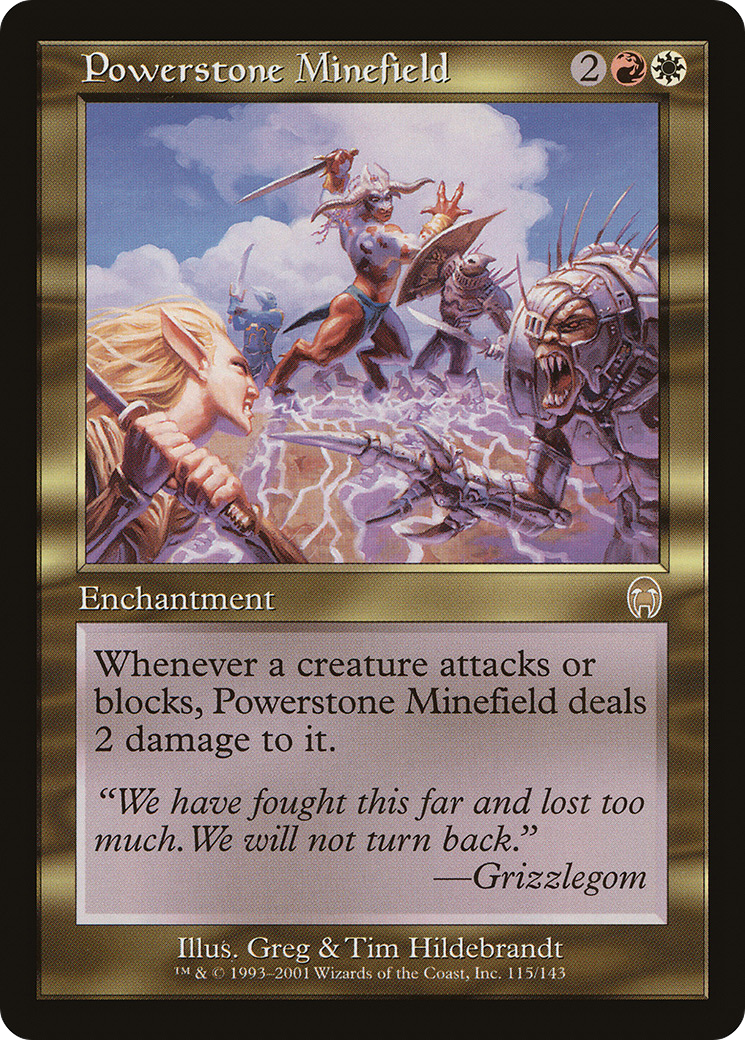 Powerstone Minefield 2
Enchantment
Whenever a creature attacks or
blocks, Powerstone Minefield deals
2 damage to it.
“We have fought this far and lost too
much. We will not turn back.”
—Grizzlegom
Illus. Greg & Tim Hildebrandt
™ & © 1993–2001 Wizards of the Coast, Inc. 115/143